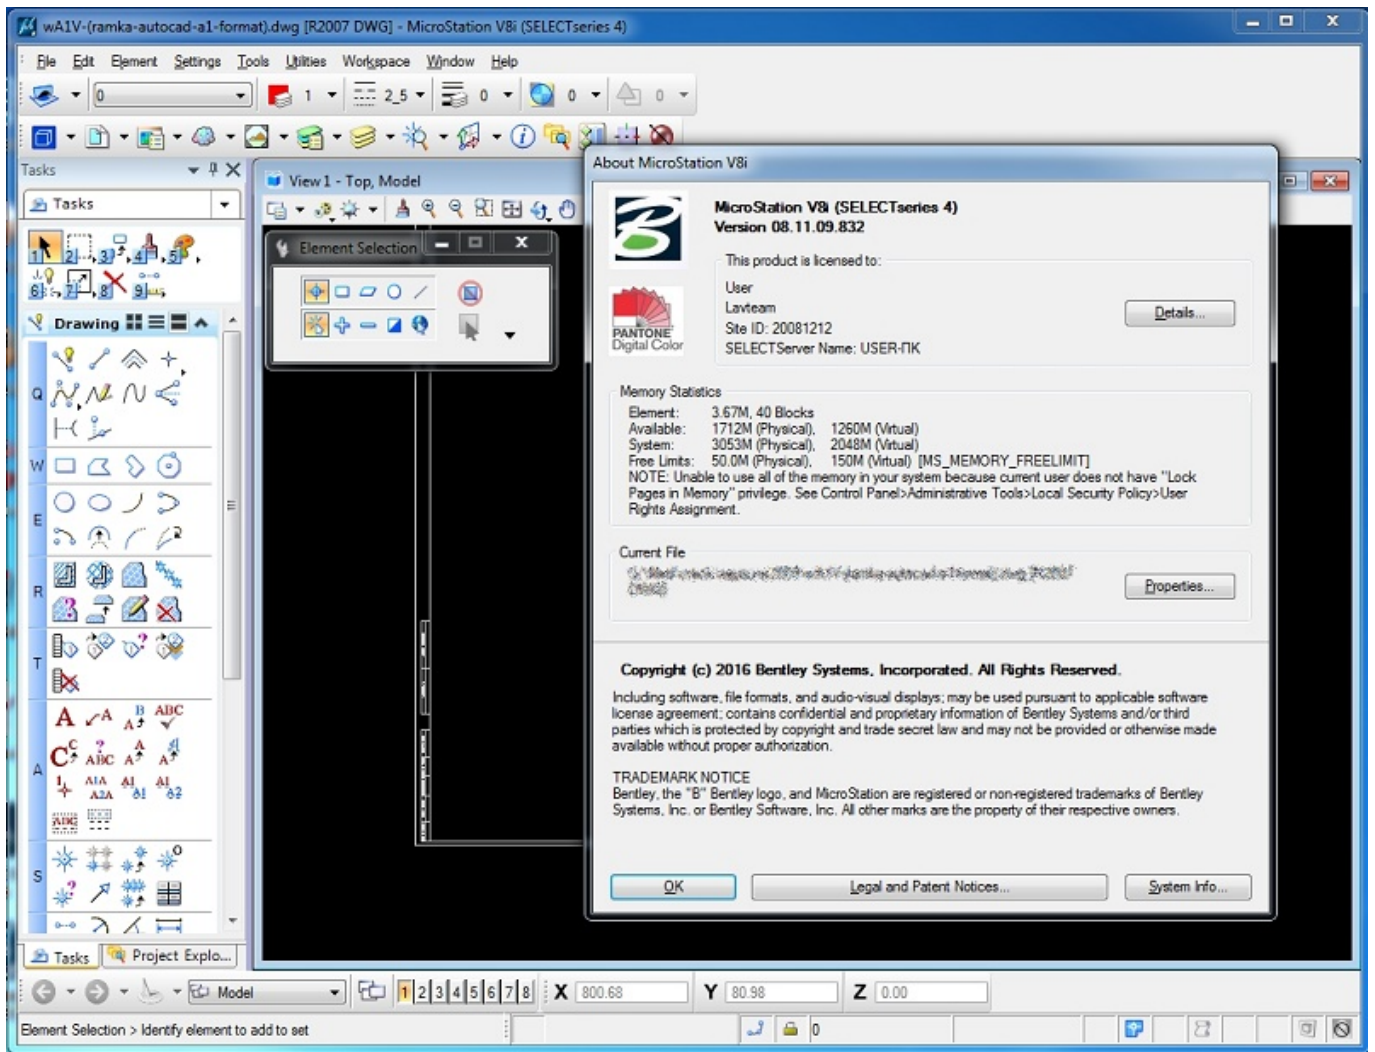 wA1V-(ramka-autocad-a1-format).dwg [R2007 DWG] - MicroStation V8i (SELECTseries 4)
File Edit Element Settings Tools Utilities Workspace Window Help
0 1 2_5 0 0 0
Tasks
Tasks
View 1 - Top, Model
Element Selection
1 2 3 4 5
6 7 8 9
Drawing
Q
W
E
R
T
A
S
About MicroStation V8i
MicroStation V8i (SELECTseries 4)
Version 08.11.09.832
This product is licensed to:
User
Lavteam
Site ID: 20081212
SELECTServer Name: USER-ПК
Details...
PANTONE
Digital Color
Memory Statistics
Element: 3.67M, 40 Blocks
Available: 1712M (Physical), 1260M (Virtual)
System: 3053M (Physical), 2048M (Virtual)
Free Limits: 50.0M (Physical), 150M (Virtual) [MS_MEMORY_FREELIMIT]
NOTE: Unable to use all of the memory in your system because current user does not have "Lock
Pages in Memory" privilege. See Control Panel>Administrative Tools>Local Security Policy>User
Rights Assignment.
Current File
Properties...
Copyright (c) 2016 Bentley Systems, Incorporated. All Rights Reserved.
Including software, file formats, and audio-visual displays; may be used pursuant to applicable software
license agreement; contains confidential and proprietary information of Bentley Systems and/or third
parties which is protected by copyright and trade secret law and may not be provided or otherwise made
available without proper authorization.
TRADEMARK NOTICE
Bentley, the "B" Bentley logo, and MicroStation are registered or non-registered trademarks of Bentley
Systems, Inc. or Bentley Software, Inc. All other marks are the property of their respective owners.
OK
Legal and Patent Notices...
System Info...
Tasks
Project Explo...
Model
1 2 3 4 5 6 7 8
X 800.68
Y 80.98
Z 0.00
Element Selection > Identify element to add to set
0